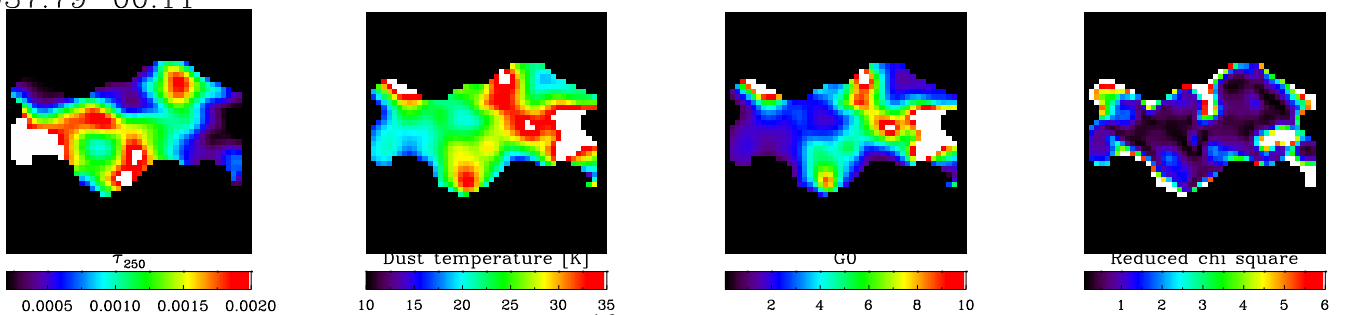 τ250
0.0005 0.0010 0.0015 0.0020
Dust temperature [K]
10 15 20 25 30 35
G0
2 4 6 8 10
Reduced chi square
1 2 3 4 5 6